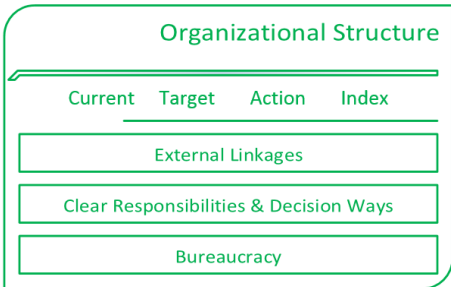 Organizational Structure
Current Target Action Index
External Linkages
Clear Responsibilities & Decision Ways
Bureaucracy